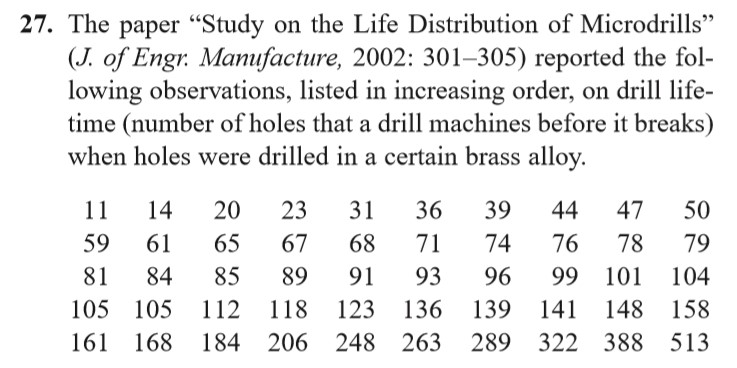 27. The paper “Study on the Life Distribution of Microdrills”
(J. of Engr. Manufacture, 2002: 301–305) reported the fol-
lowing observations, listed in increasing order, on drill life-
time (number of holes that a drill machines before it breaks)
when holes were drilled in a certain brass alloy.
11 14 20 23 31 36 39 44 47 50
59 61 65 67 68 71 74 76 78 79
81 84 85 89 91 93 96 99 101 104
105 105 112 118 123 136 139 141 148 158
161 168 184 206 248 263 289 322 388 513